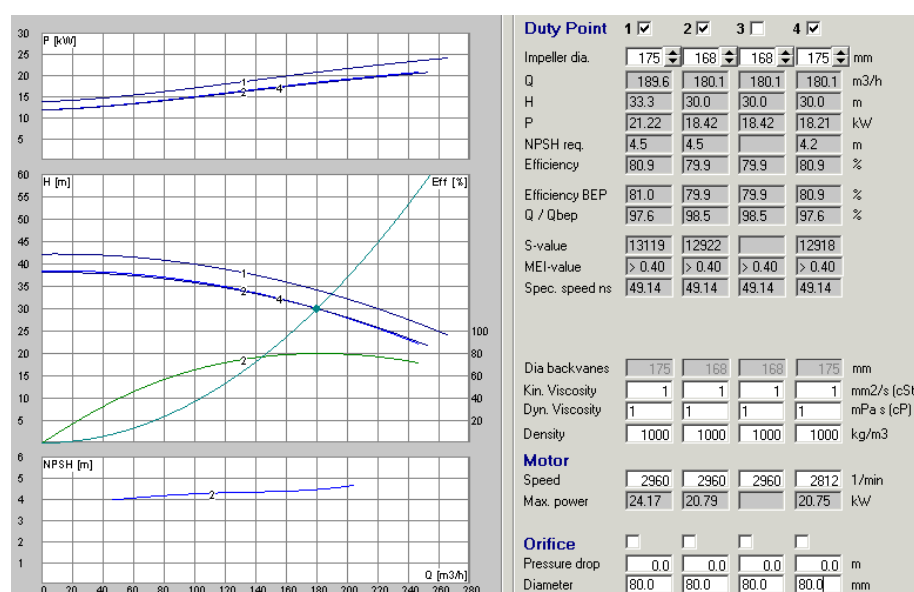 P [kW]
30
25
20
15
10
5
1
2
4
H [m]
Eff [%]
60
55
50
45
40
35
30
25
20
15
10
5
100
80
60
40
20
1
2
4
2
NPSH [m]
6
5
4
3
2
1
2
Q [m3/h]
0 20 40 60 80 100 120 140 160 180 200 220 240 260 280
Duty Point 1 2 3 4
Impeller dia. 175 168 168 175 mm
Q 189.6 180.1 180.1 180.1 m3/h
H 33.3 30.0 30.0 30.0 m
P 21.22 18.42 18.42 18.21 kW
NPSH req. 4.5 4.5 4.2 m
Efficiency 80.9 79.9 79.9 80.9 %
Efficiency BEP 81.0 79.9 79.9 80.9 %
Q / Qbep 97.6 98.5 98.5 97.6 %
S-value 13119 12922 12918
MEI-value > 0.40 > 0.40 > 0.40 > 0.40
Spec. speed ns 49.14 49.14 49.14 49.14
Dia backvanes 175 168 168 175 mm
Kin. Viscosity 1 1 1 1 mm2/s (cSt
Dyn. Viscosity 1 1 1 1 mPa s (cP)
Density 1000 1000 1000 1000 kg/m3
Motor
Speed 2960 2960 2960 2812 1/min
Max. power 24.17 20.79 20.75 kW
Orifice
Pressure drop 0.0 0.0 0.0 0.0 m
Diameter 80.0 80.0 80.0 80.0 mm